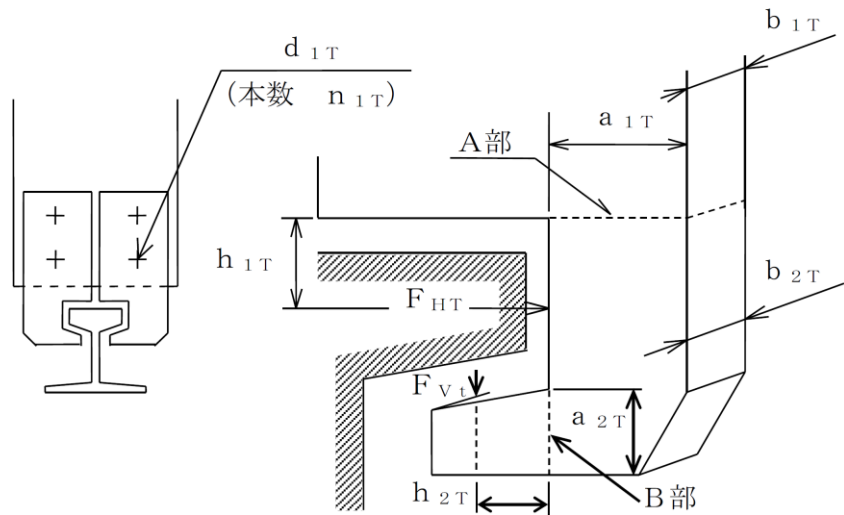 d 1T
(本数 n 1T)
b 1T
a 1T
A部
h 1T
F HT
b 2T
F Vt
a 2T
h 2T
B部